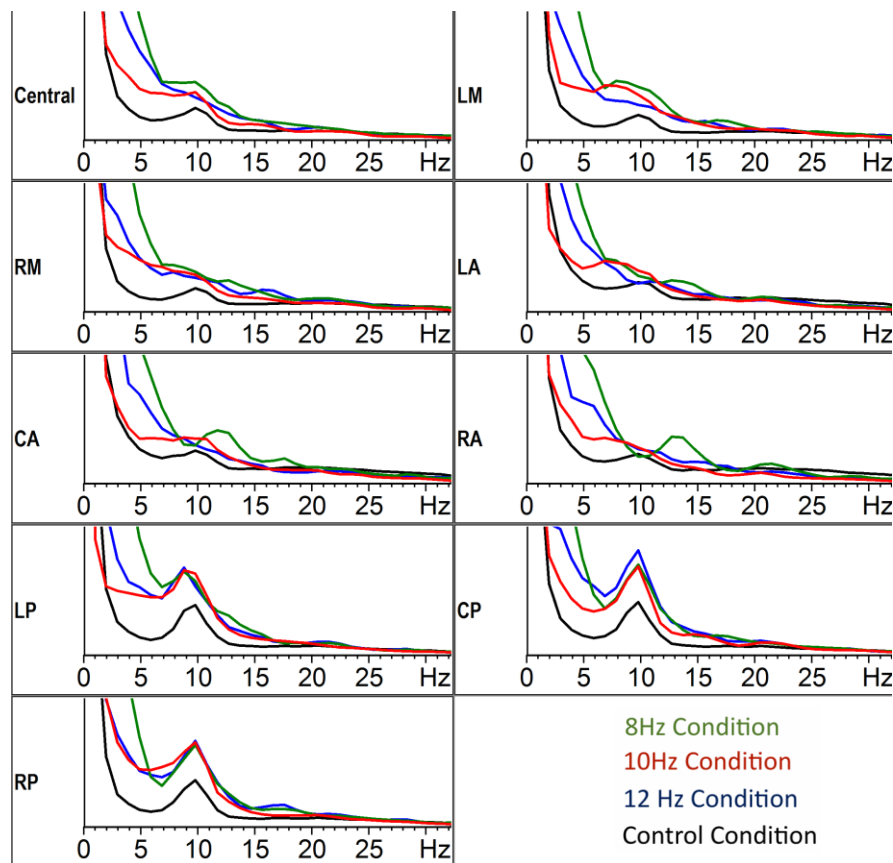 Central
0 5 10 15 20 25 Hz
LM
0 5 10 15 20 25 Hz
RM
0 5 10 15 20 25 Hz
LA
0 5 10 15 20 25 Hz
CA
0 5 10 15 20 25 Hz
RA
0 5 10 15 20 25 Hz
LP
0 5 10 15 20 25 Hz
CP
0 5 10 15 20 25 Hz
RP
0 5 10 15 20 25 Hz
8Hz Condition
10Hz Condition
12 Hz Condition
Control Condition